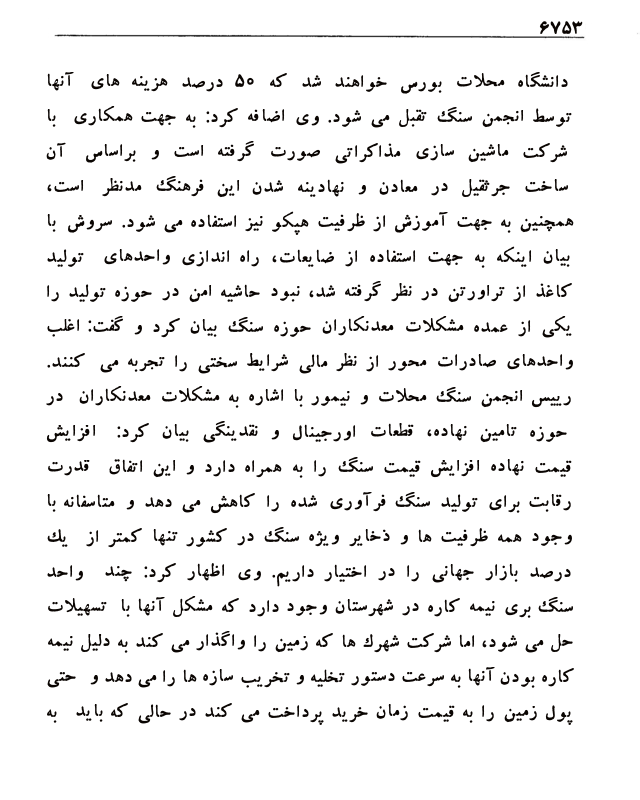 ۶۷۵۳
دانشگاه محلات بورس خواهند شد که ۵۰ درصد هزینه های آنها
توسط انجمن سنگ تقبل می شود. وی اضافه کرد: به جهت همکاری با
شرکت ماشین سازی مذاکراتی صورت گرفته است و براساس آن
ساخت جرثقیل در معادن و نهادینه شدن این فرهنگ مدنظر است،
همچنین به جهت آموزش از ظرفیت هپکو نیز استفاده می شود. سروش با
بیان اینکه به جهت استفاده از ضایعات، راه اندازی واحدهای تولید
کاغذ از تراورتن در نظر گرفته شد، نبود حاشیه امن در حوزه تولید را
یکی از عمده مشکلات معدنکاران حوزه سنگ بیان کرد و گفت: اغلب
واحدهای صادرات محور از نظر مالی شرایط سختی را تجربه می کنند.
رییس انجمن سنگ محلات و نیمور با اشاره به مشکلات معدنکاران در
حوزه تامین نهاده، قطعات اورجینال و نقدینگی بیان کرد: افزایش
قیمت نهاده افزایش قیمت سنگ را به همراه دارد و این اتفاق قدرت
رقابت برای تولید سنگ فرآوری شده را کاهش می دهد و متاسفانه با
وجود همه ظرفیت ها و ذخایر ویژه سنگ در کشور تنها کمتر از یك
درصد بازار جهانی را در اختیار داریم. وی اظهار کرد: چند واحد
سنگ بری نیمه کاره در شهرستان وجود دارد که مشکل آنها با تسهیلات
حل می شود، اما شرکت شهرك ها که زمین را واگذار می کند به دلیل نیمه
کاره بودن آنها به سرعت دستور تخلیه و تخریب سازه ها را می دهد و حتی
پول زمین را به قیمت زمان خرید پرداخت می کند در حالی که باید به